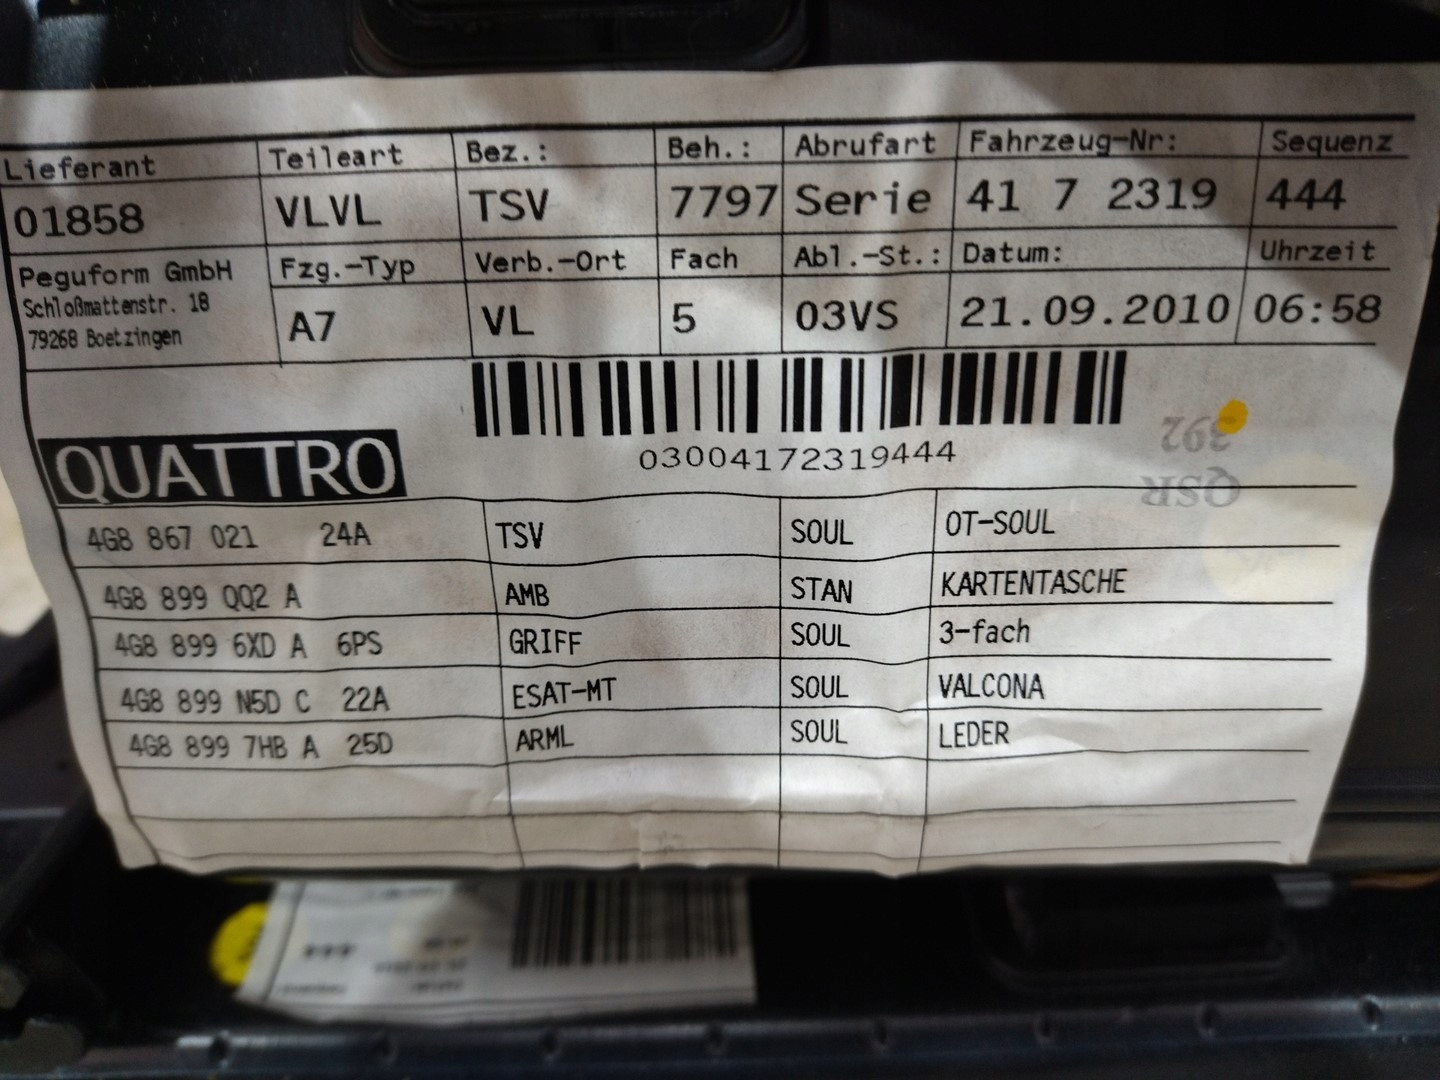 Lieferant Teileart Bez.: Beh.: Abrufart Fahrzeug-Nr: Sequenz
01858 VLVL TSV 7797 Serie 41 7 2319 444
Peguform GmbH Fzg.-Typ Verb.-Ort Fach Abl.-St.: Datum: Uhrzeit
Schloßmattenstr. 18
79268 Boetzingen A7 VL 5 03VS 21.09.2010 06:58
03004172319444
392
QSR
QUATTRO
4G8 867 021 24A TSV SOUL OT-SOUL
4G8 899 QQ2 A AMB STAN KARTENTASCHE
4G8 899 6XD A 6PS GRIFF SOUL 3-fach
4G8 899 N5D C 22A ESAT-MT SOUL VALCONA
4G8 899 7HB A 25D ARML SOUL LEDER